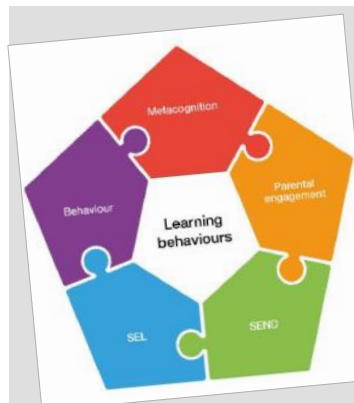 Metacognition
Parental
engagement
Behaviour
Learning
behaviours
SEL
SEND